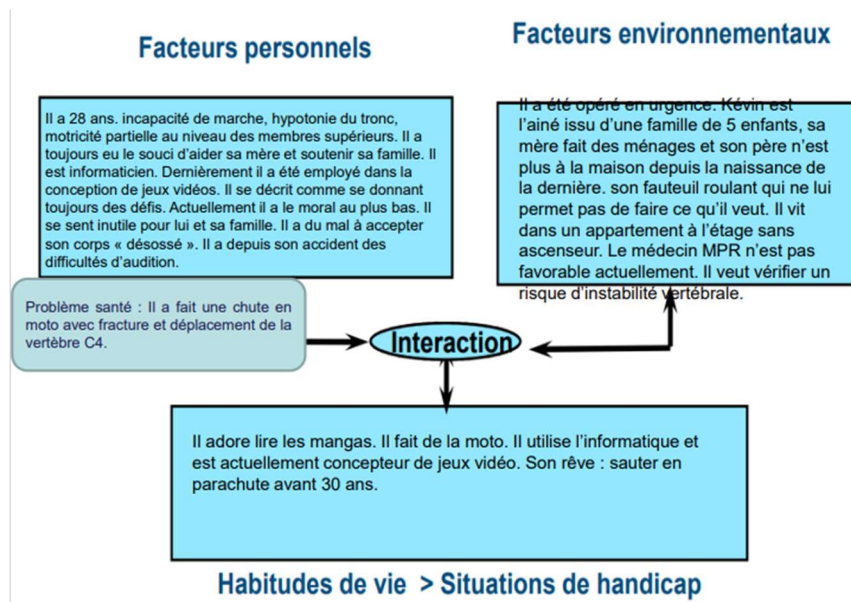 Facteurs personnels
Facteurs environnementaux
Il a 28 ans. incapacité de marche, hypotonie du tronc,
motricité partielle au niveau des membres supérieurs. Il a
toujours eu le souci d'aider sa mère et soutenir sa famille. Il
est informaticien. Dernièrement il a été employé dans la
conception de jeux vidéos. Il se décrit comme se donnant
toujours des défis. Actuellement il a le moral au plus bas. Il
se sent inutile pour lui et sa famille. Il a du mal à accepter
son corps « désossé ». Il a depuis son accident des
difficultés d'audition.
Il a été opéré en urgence. Kévin est
l'ainé issu d'une famille de 5 enfants, sa
mère fait des ménages et son père n'est
plus à la maison depuis la naissance de
la dernière. son fauteuil roulant qui ne lui
permet pas de faire ce qu'il veut. Il vit
dans un appartement à l'étage sans
ascenseur. Le médecin MPR n'est pas
favorable actuellement. Il veut vérifier un
risque d'instabilité vertébrale.
Problème santé : Il a fait une chute en
moto avec fracture et déplacement de la
vertèbre C4.
Interaction
Il adore lire les mangas. Il fait de la moto. Il utilise l'informatique et
est actuellement concepteur de jeux vidéo. Son rêve : sauter en
parachute avant 30 ans.
Habitudes de vie > Situations de handicap